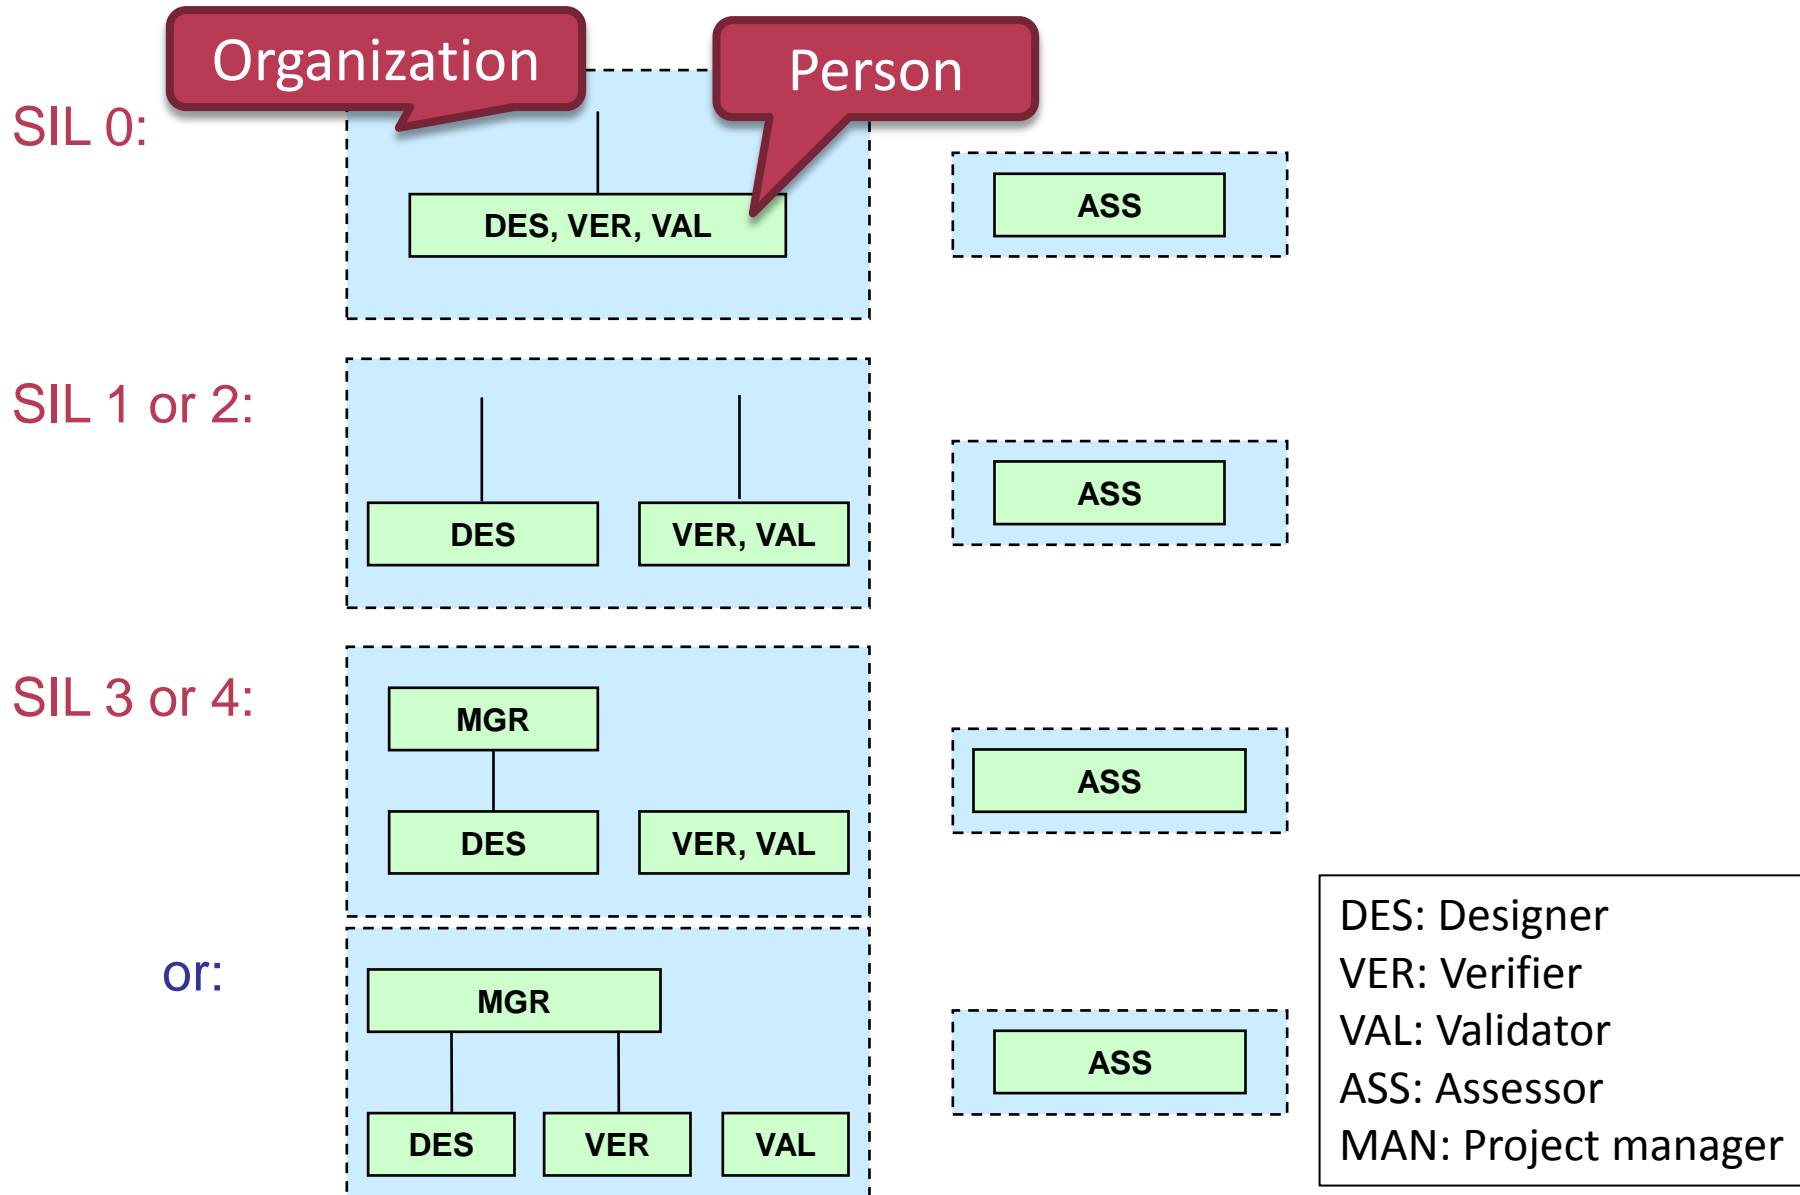 Organization
Person
SIL 0:
DES, VER, VAL
ASS
SIL 1 or 2:
DES
VER, VAL
ASS
SIL 3 or 4:
MGR
DES
VER, VAL
ASS
or:
MGR
DES
VER
VAL
ASS
DES: Designer
VER: Verifier
VAL: Validator
ASS: Assessor
MAN: Project manager